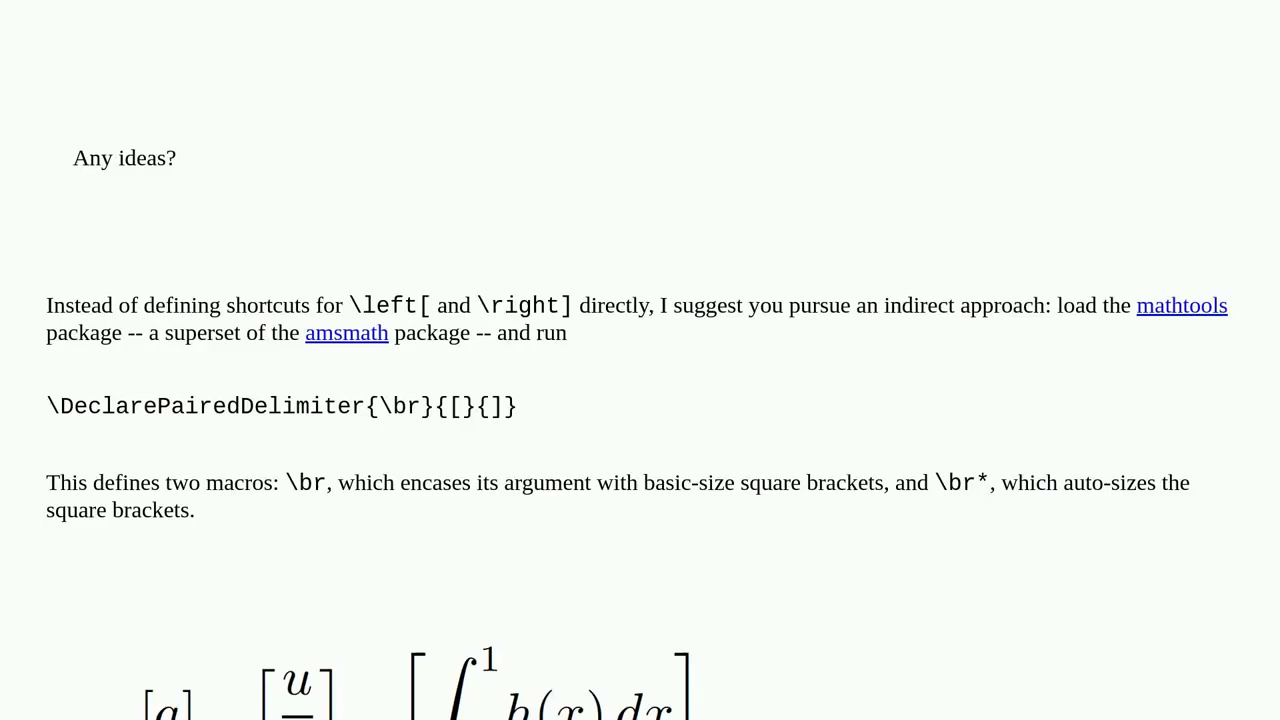 Any ideas?
Instead of defining shortcuts for \left[ and \right] directly, I suggest you pursue an indirect approach: load the mathtools
package -- a superset of the amsmath package -- and run
\DeclarePairedDelimiter{\br}{[}{]}
This defines two macros: \br, which encases its argument with basic-size square brackets, and \br*, which auto-sizes the
square brackets.
[a] [u [∫ 1 h(x) dx]